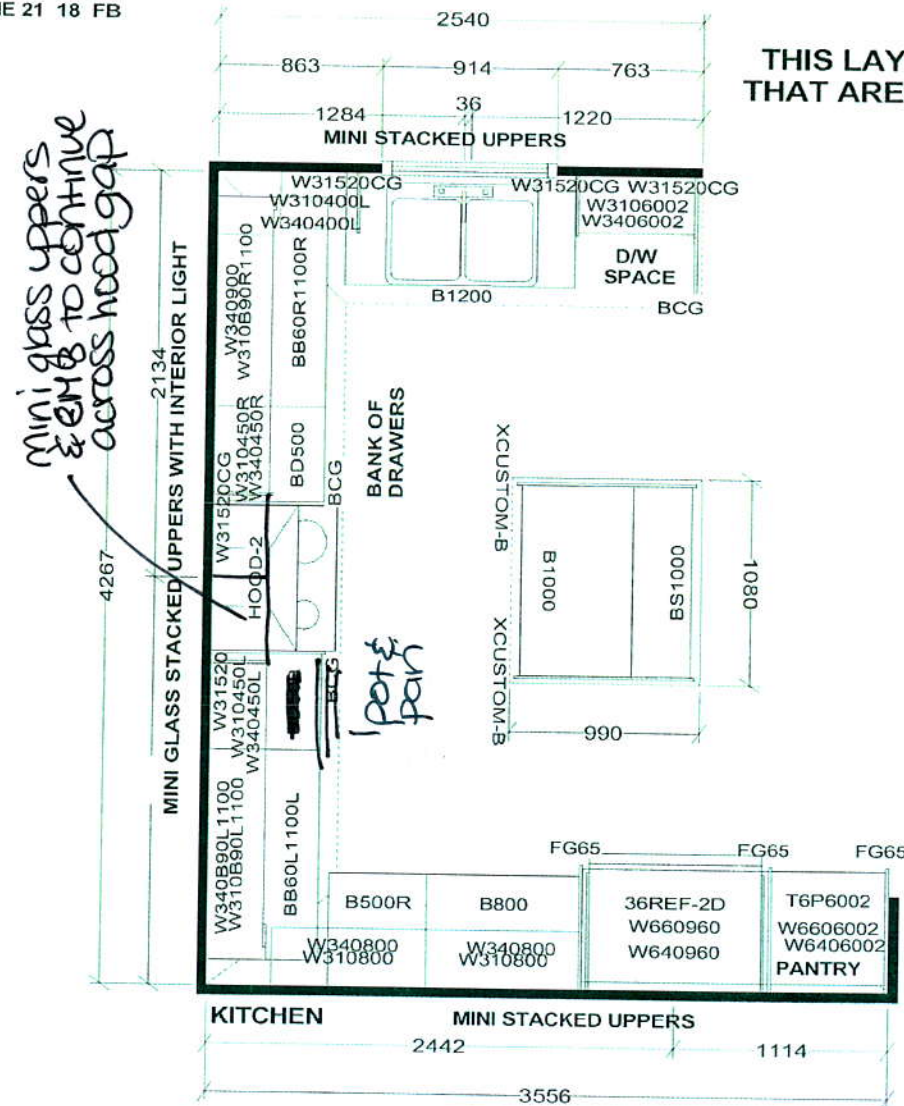 IE 21 18 FB
THIS LAY
THAT ARE
2540
863
914
763
1284
36
1220
MINI STACKED UPPERS
mini glass uppers
across hood gap
2134
4267
MINI GLASS STACKED UPPERS WITH INTERIOR LIGHT
W31520CG
W310400L
W340400L
W31520CG W31520CG
W3106002
W3406002
D/W
SPACE
B1200
BCG
W340900
W310B90R1100
BB60R1100R
W310450R
W340450R
BD500
BANK OF
DRAWERS
W31520CG
HOOD-2
BCG
XCUSTOM-B
XCUSTOM-B
B1000
0001SB
1080
990
W31520
W310450L
W340450L
BCG
1 pot &
pan
W340B90L1100
W310B90L1100
BB60L1100L
FG65
FG65
FG65
B500R
B800
36REF-2D
T6P6002
W340800
W310800
W340800
W310800
W660960
W640960
W6606002
W6406002
PANTRY
KITCHEN
MINI STACKED UPPERS
2442
1114
3556